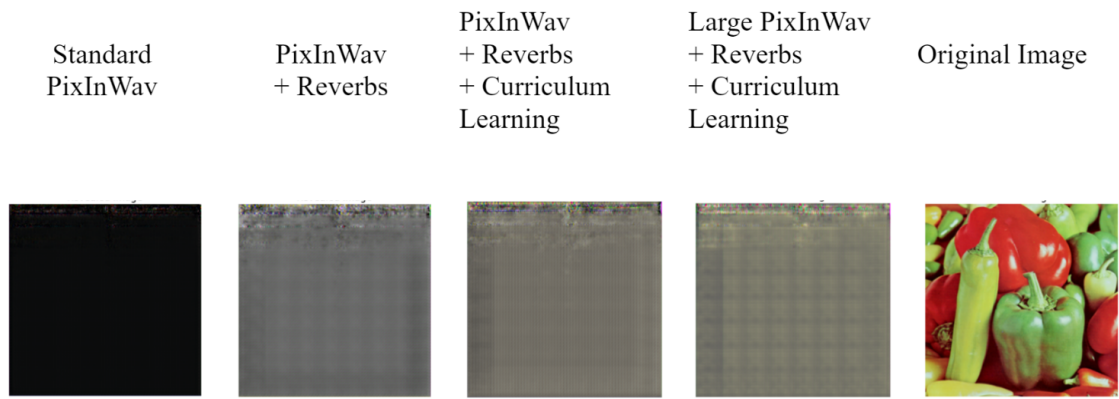 Standard
PixInWav
PixInWav
+ Reverbs
PixInWav
+ Reverbs
+ Curriculum
Learning
Large PixInWav
+ Reverbs
+ Curriculum
Learning
Original Image